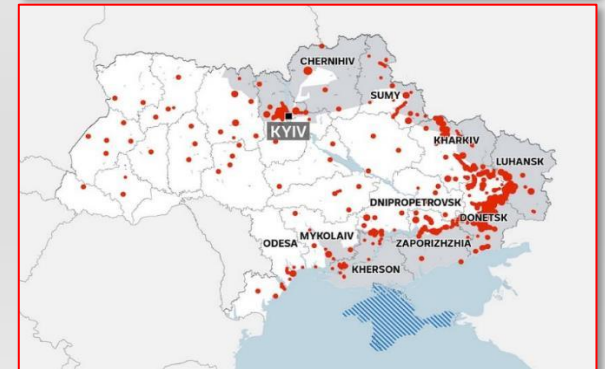 CHERNIHIV
SUMY
KYIV
KHARKIV
LUHANSK
DNIPROPETROVSK
DONETSK
MYKOLAIV
ODESA
ZAPORIZHZHIA
KHERSON